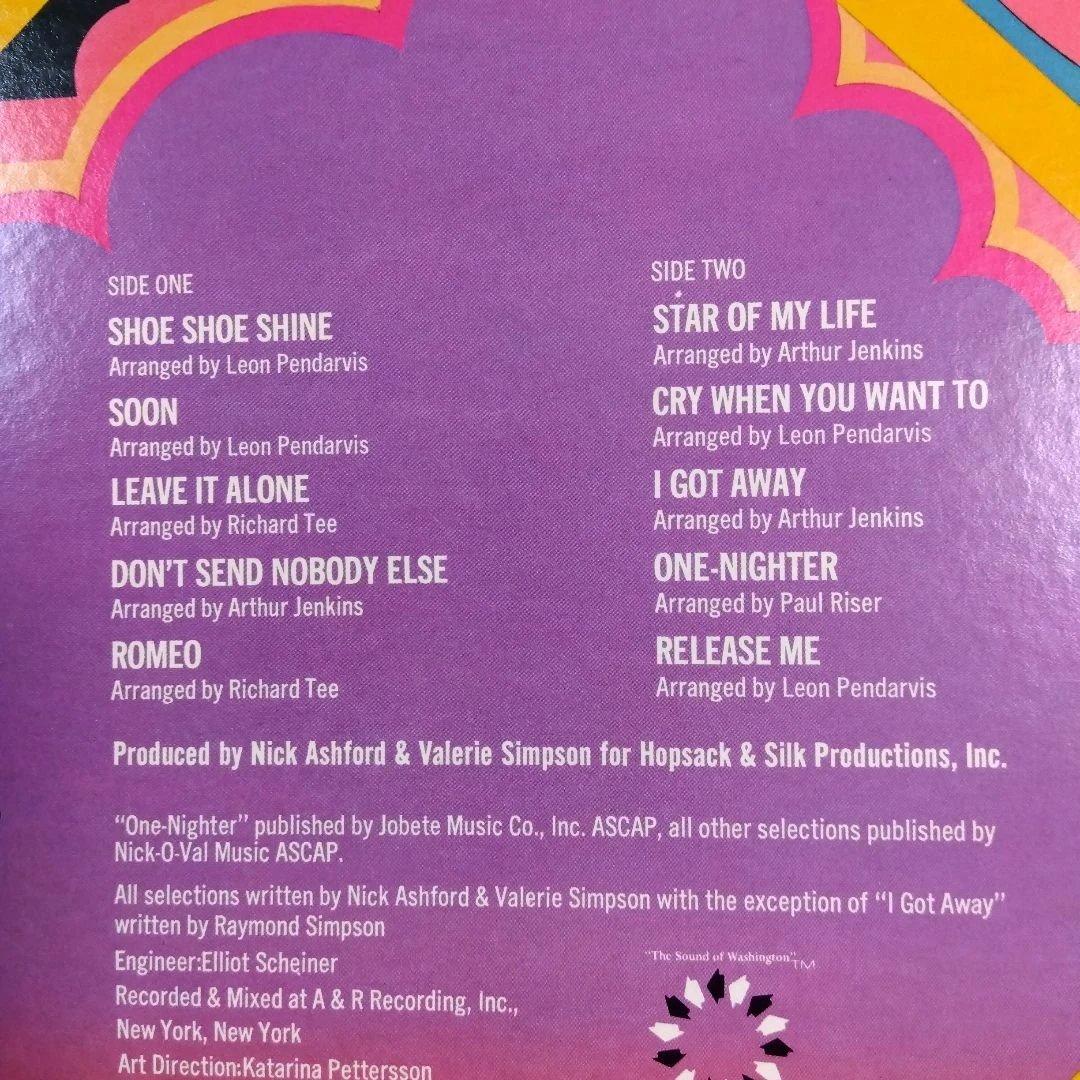 SIDE ONE
SHOE SHOE SHINE
Arranged by Leon Pendarvis
SOON
Arranged by Leon Pendarvis
LEAVE IT ALONE
Arranged by Richard Tee
DON'T SEND NOBODY ELSE
Arranged by Arthur Jenkins
ROMEO
Arranged by Richard Tee
SIDE TWO
STAR OF MY LIFE
Arranged by Arthur Jenkins
CRY WHEN YOU WANT TO
Arranged by Leon Pendarvis
I GOT AWAY
Arranged by Arthur Jenkins
ONE-NIGHTER
Arranged by Paul Riser
RELEASE ME
Arranged by Leon Pendarvis
Produced by Nick Ashford & Valerie Simpson for Hopsack & Silk Productions, Inc.
"One-Nighter" published by Jobete Music Co., Inc. ASCAP, all other selections published by
Nick-O-Val Music ASCAP.
All selections written by Nick Ashford & Valerie Simpson with the exception of "I Got Away"
written by Raymond Simpson
Engineer:Elliot Scheiner
Recorded & Mixed at A & R Recording, Inc.,
New York, New York
Art Direction:Katarina Pettersson
"The Sound of Washington"TM